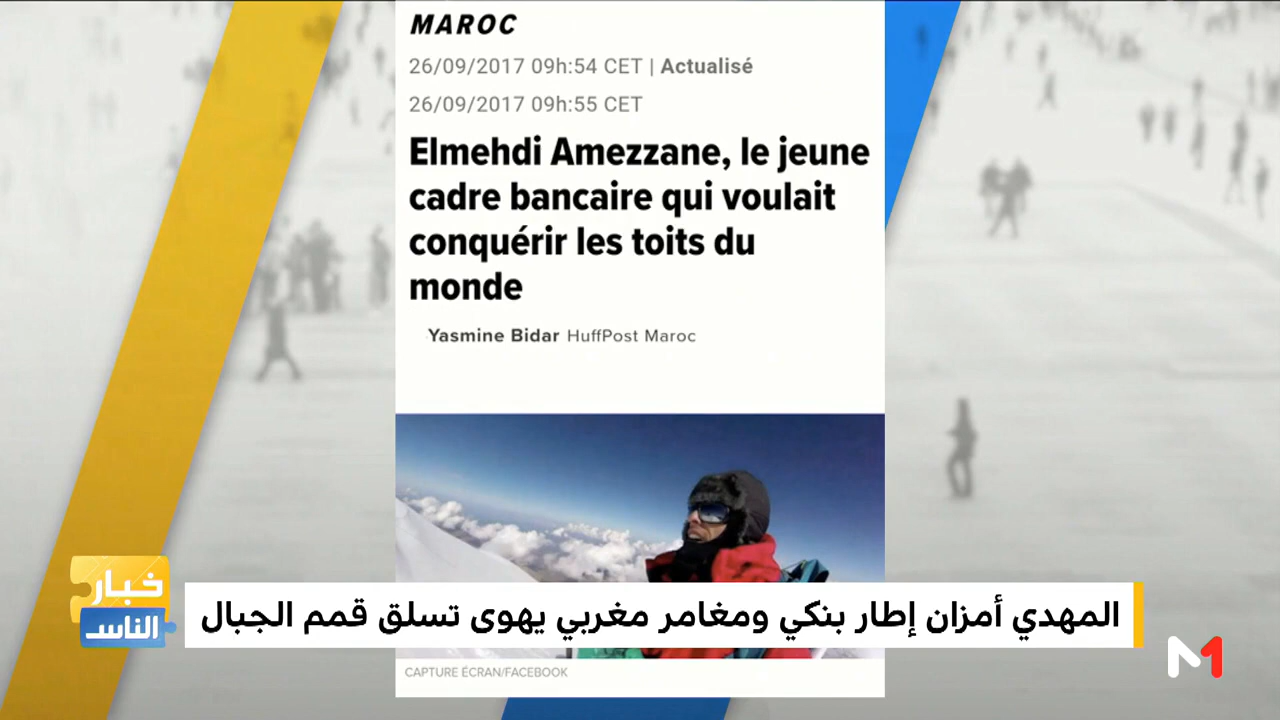 MAROC
26/09/2017 09h:54 CET | Actualisé
26/09/2017 09h:55 CET
Elmehdi Amezzane, le jeune
cadre bancaire qui voulait
conquérir les toits du
monde
Yasmine Bidar HuffPost Maroc
خبار
الناس
المهدي أمزان إطار بنكي ومغامر مغربي يهوى تسلق قمم الجبال
M1
CAPTURE ÉCRAN/FACEBOOK